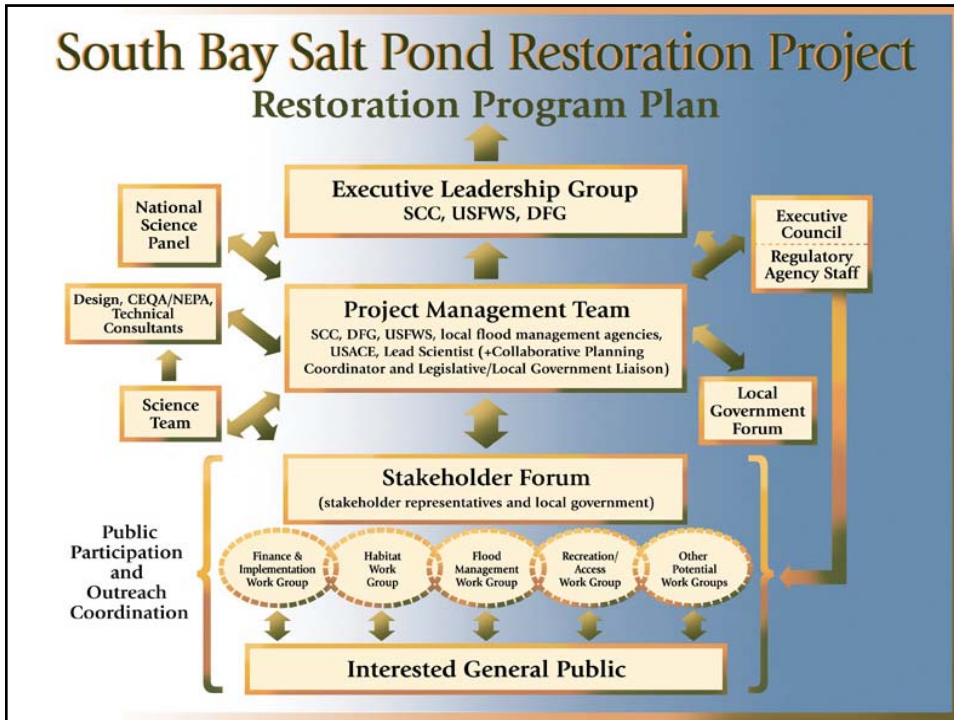 South Bay Salt Pond Restoration Project
Restoration Program Plan
Executive Leadership Group
SCC, USFWS, DFG
National
Science
Panel
Executive
Council
Regulatory
Agency Staff
Design, CEQA/NEPA,
Technical
Consultants
Project Management Team
SCC, DFG, USFWS, local flood management agencies,
USACE, Lead Scientist (+Collaborative Planning
Coordinator and Legislative/Local Government Liaison)
Science
Team
Local
Government
Forum
Stakeholder Forum
(stakeholder representatives and local government)
Public
Participation
and
Outreach
Coordination
Finance &
Implementation
Work Group
Habitat
Work
Group
Flood
Management
Work Group
Recreation/
Access
Work Group
Other
Potential
Work Groups
Interested General Public